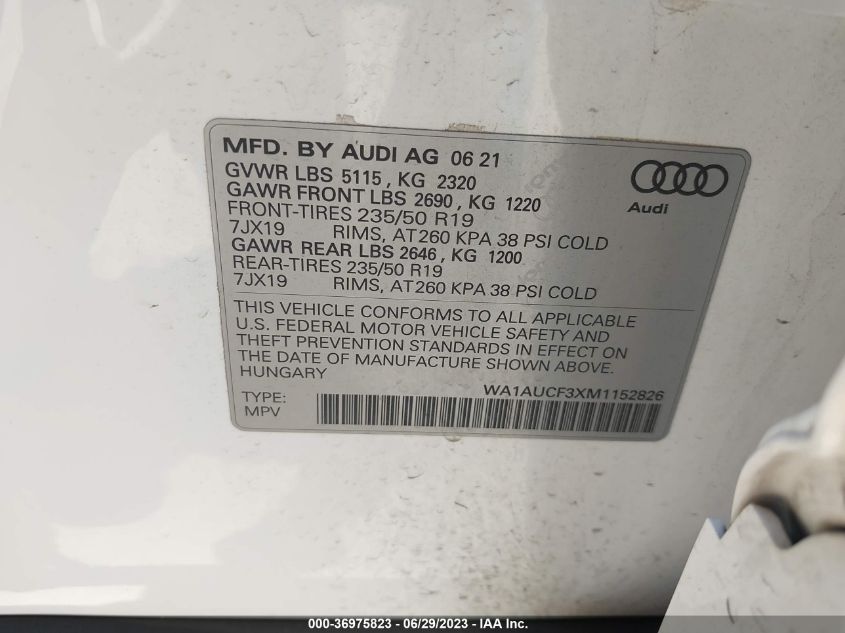 MFD. BY AUDI AG 06 21
GVWR LBS 5115, KG 2320
GAWR FRONT LBS 2690, KG 1220
FRONT-TIRES 235/50 R19
7JX19 RIMS, AT260 KPA 38 PSI COLD
GAWR REAR LBS 2646, KG 1200
REAR-TIRES 235/50 R19
7JX19 RIMS, AT260 KPA 38 PSI COLD
Audi
THIS VEHICLE CONFORMS TO ALL APPLICABLE
U.S. FEDERAL MOTOR VEHICLE SAFETY AND
THEFT PREVENTION STANDARDS IN EFFECT ON
THE DATE OF MANUFACTURE SHOWN ABOVE.
HUNGARY
WA1AUCF3XM1152826
TYPE:
MPV
000-36975823 - 06/29/2023 - IAA Inc.